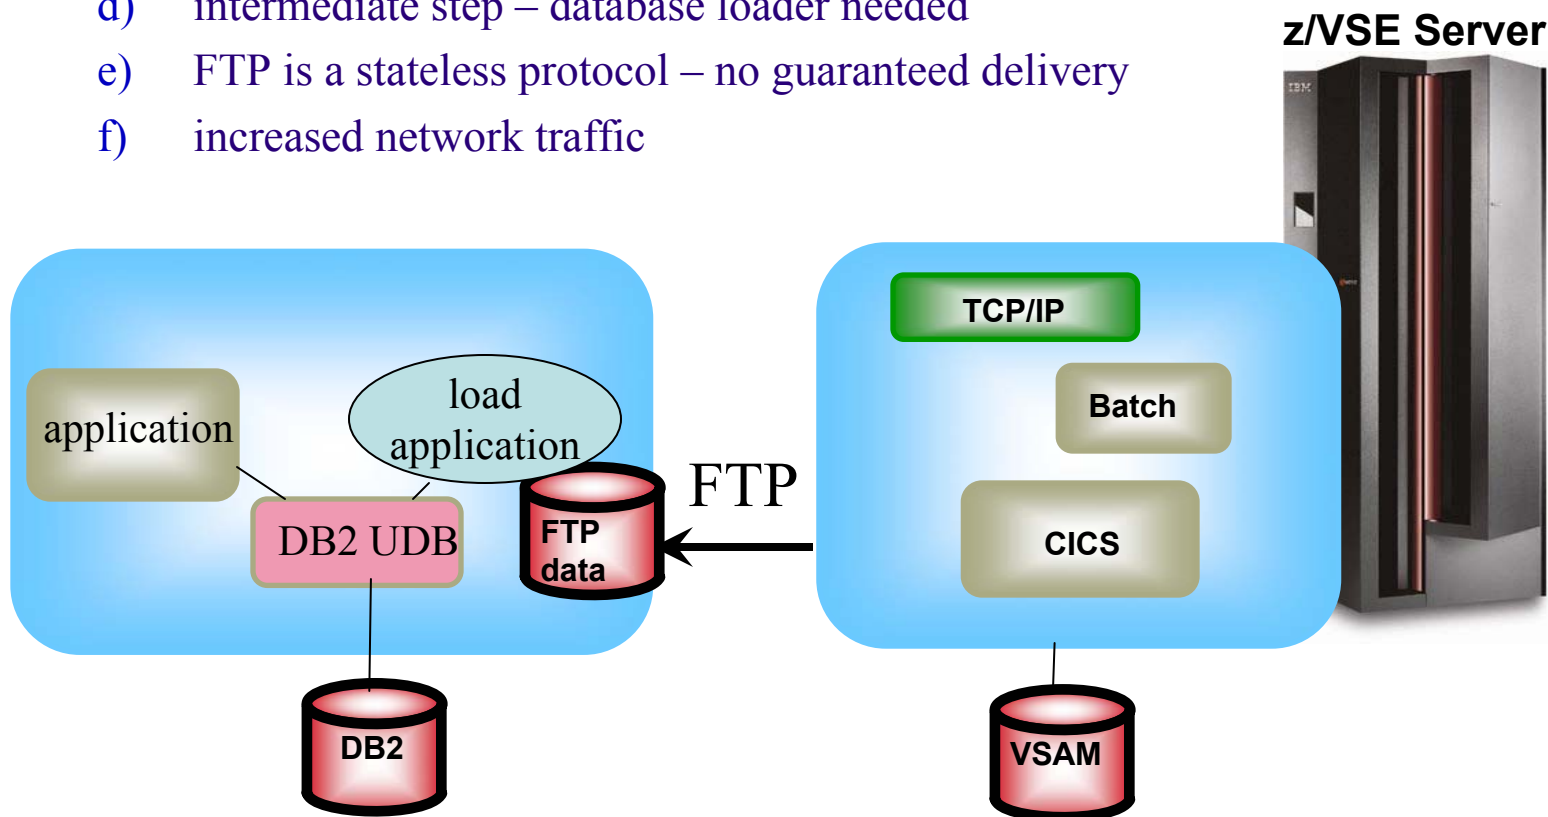 d) intermediate step – database loader needed
z/VSE Server
e) FTP is a stateless protocol – no guaranteed delivery
f) increased network traffic
IBM
TCP/IP
load
application
application
Batch
FTP
DB2 UDB
FTP
data
CICS
DB2
VSAM